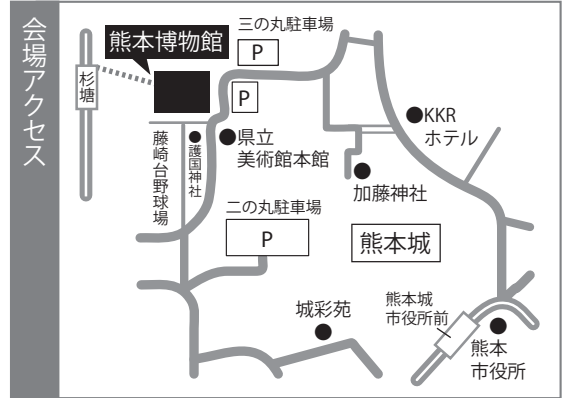 会場アクセス
三の丸駐車場
P
熊本博物館
杉塘
P
KKR
ホテル
県立
美術館本館
護国神社
藤崎台野球場
加藤神社
二の丸駐車場
P
熊本城
城彩苑
熊本城
市役所前
熊本
市役所